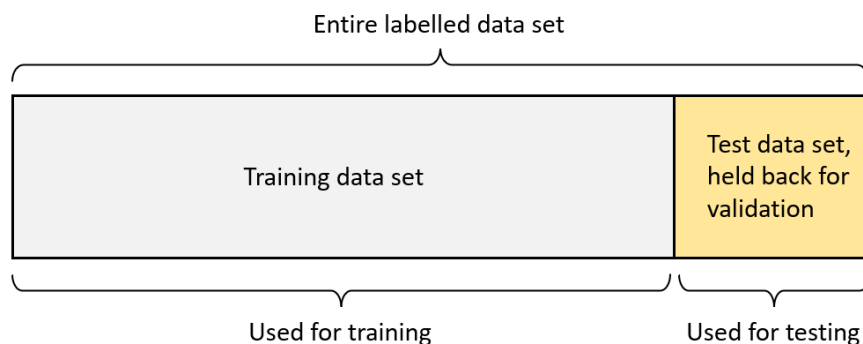 Entire labelled data set
Training data set
Test data set,
held back for
validation
Used for training
Used for testing